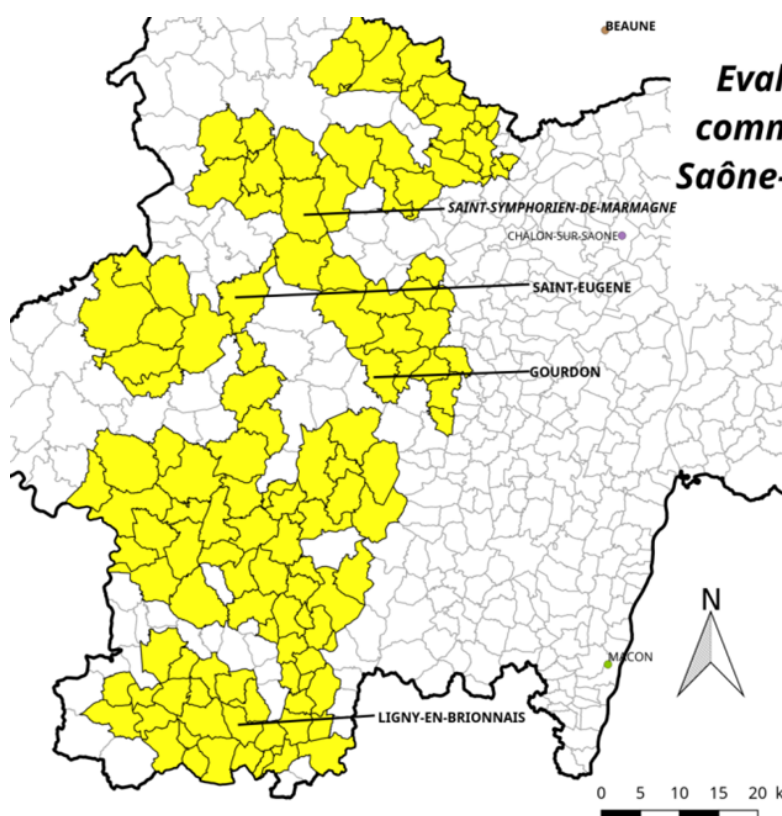 BEAUNE
Eval
comm
Saône-
SAINT-SYMPHORIEN-DE-MARMAGNE
CHALON-SUR-SAONE
SAINT-EUGENE
GOURDON
N
MACON
LIGNY-EN-BRIONNAIS
0 5 10 15 20 k